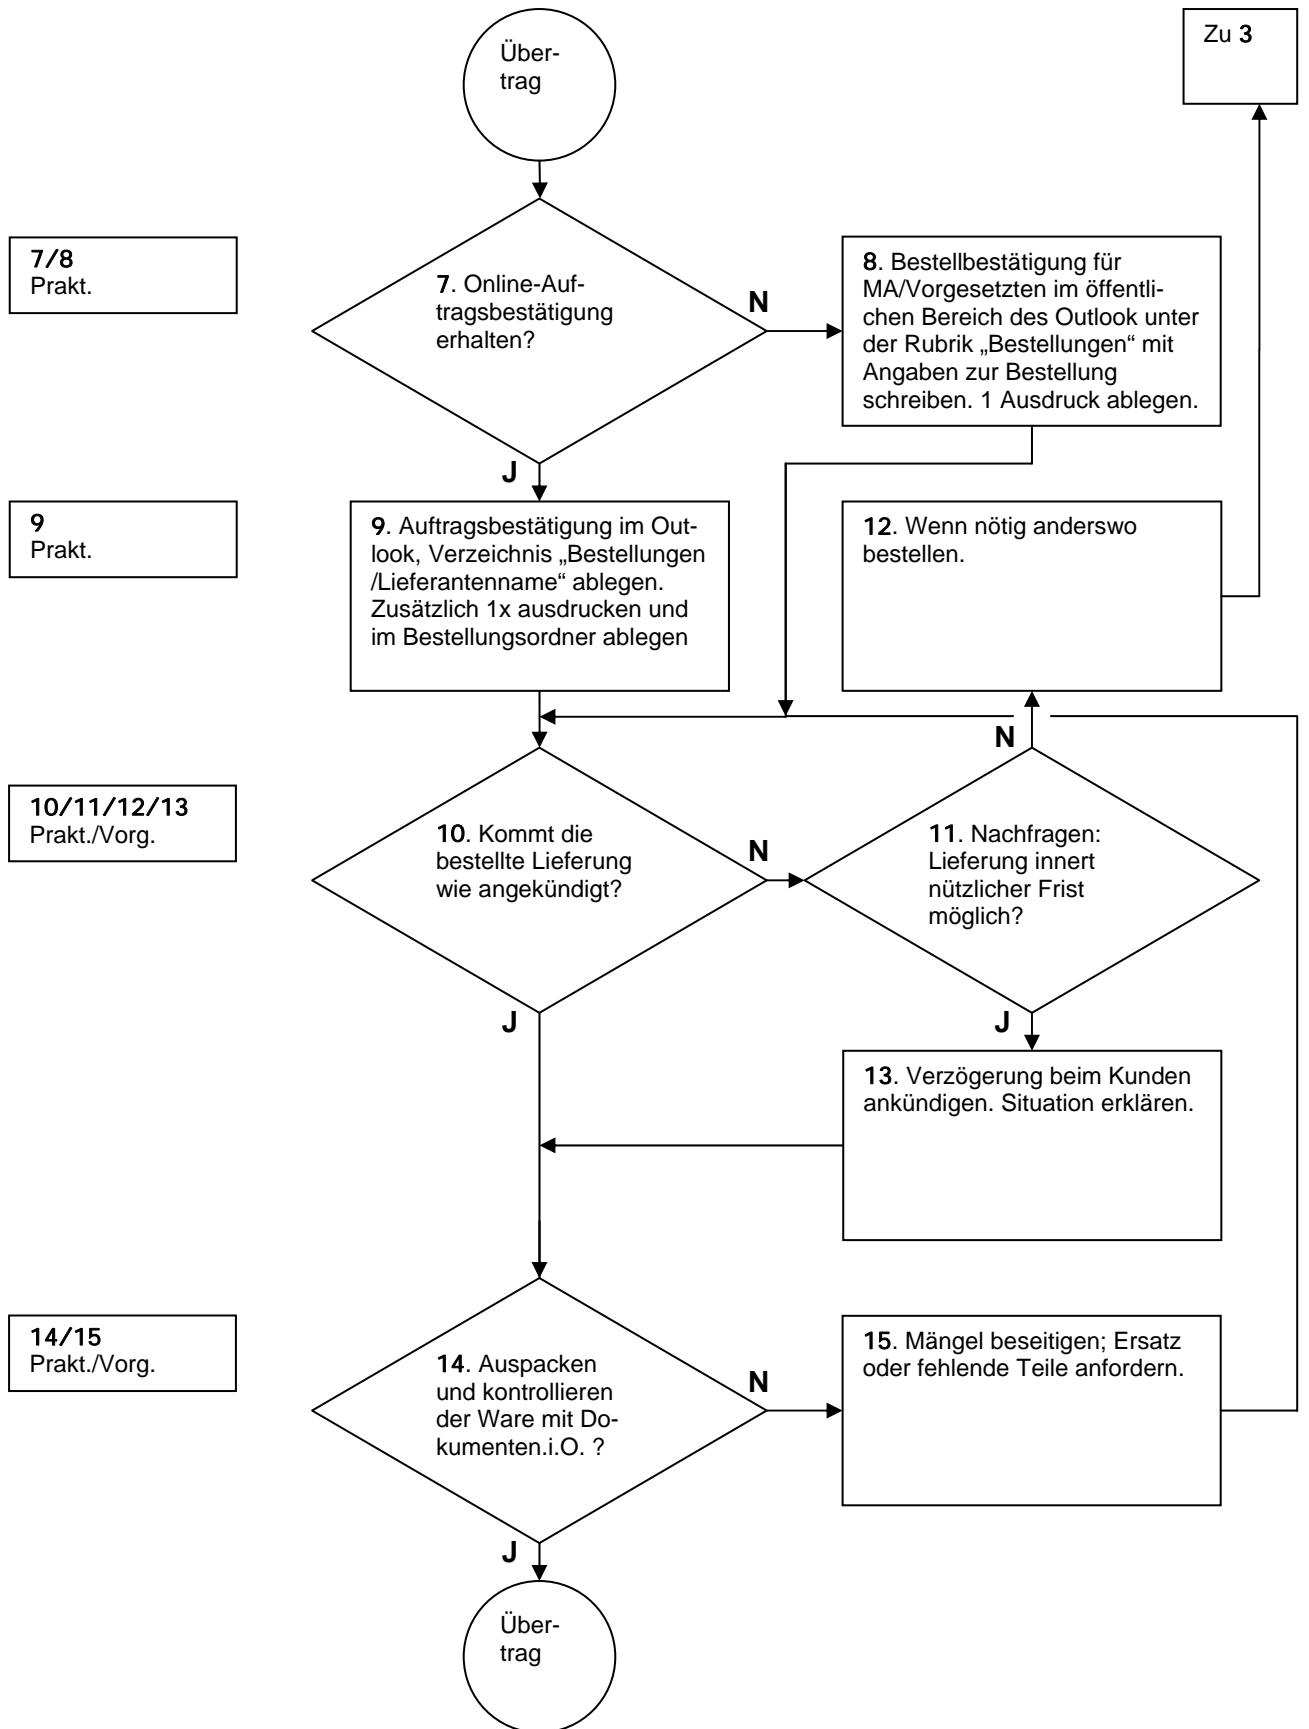 Über-
trag
Zu 3
7/8
Prakt.
7. Online-Auf-
tragsbestätigung
erhalten?
N
J
8. Bestellbestätigung für
MA/Vorgesetzten im öffentli-
chen Bereich des Outlook unter
der Rubrik „Bestellungen“ mit
Angaben zur Bestellung
schreiben. 1 Ausdruck ablegen.
9
Prakt.
9. Auftragsbestätigung im Out-
look, Verzeichnis „Bestellungen
/Lieferantenname“ ablegen.
Zusätzlich 1x ausdrucken und
im Bestellungsordner ablegen
12. Wenn nötig anderswo
bestellen.
10/11/12/13
Prakt./Vorg.
10. Kommt die
bestellte Lieferung
wie angekündigt?
N
J
N
11. Nachfragen:
Lieferung innert
nützlicher Frist
möglich?
J
13. Verzögerung beim Kunden
ankündigen. Situation erklären.
14/15
Prakt./Vorg.
14. Auspacken
und kontrollieren
der Ware mit Do-
kumenten.i.O. ?
N
J
15. Mängel beseitigen; Ersatz
oder fehlende Teile anfordern.
Über-
trag